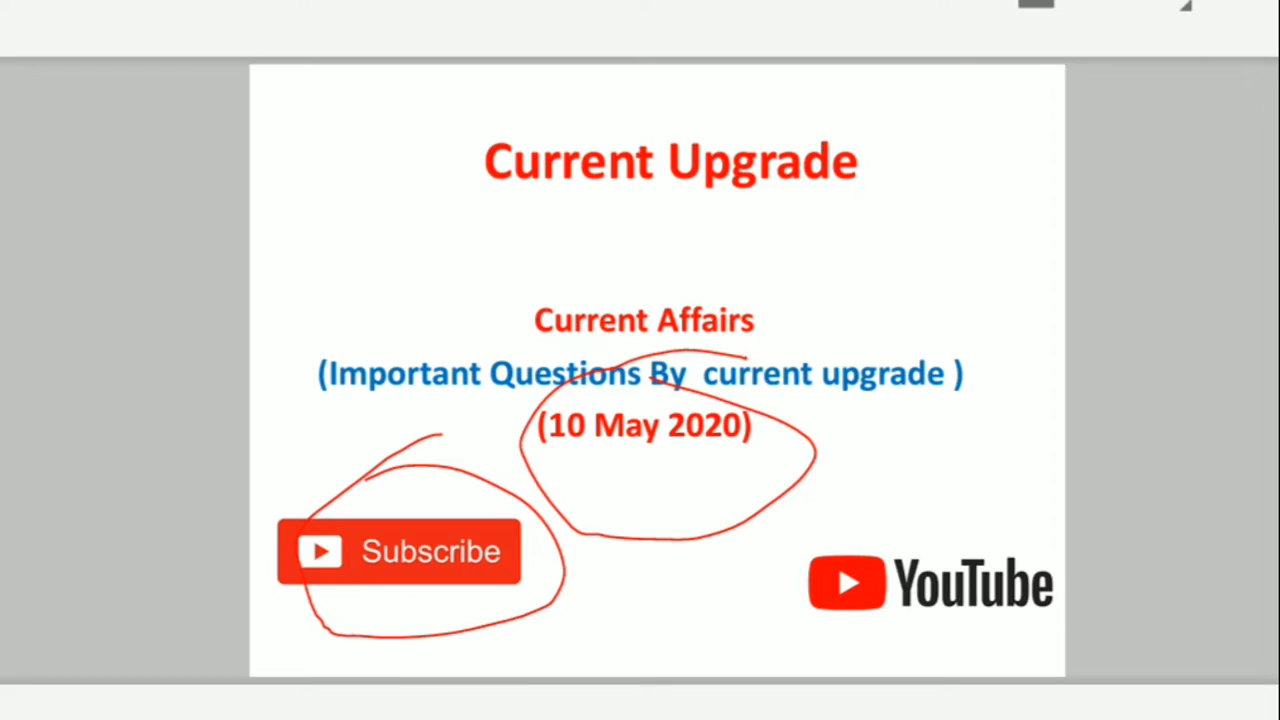 Current Upgrade
Current Affairs
(Important Questions By current upgrade )
(10 May 2020)
Subscribe
YouTube